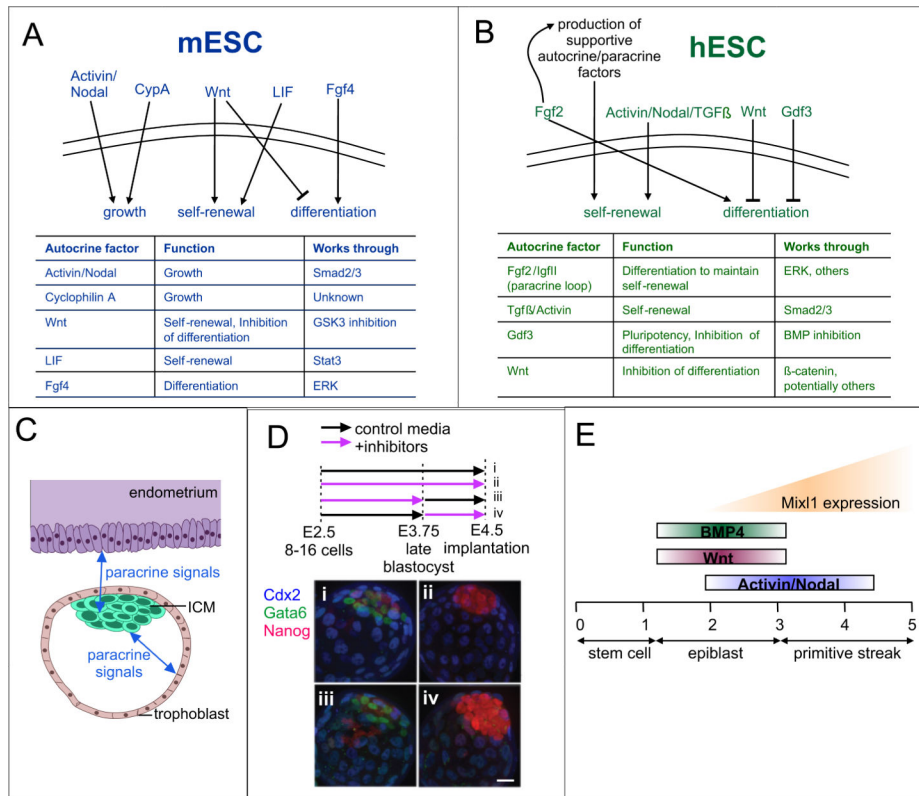 A
mESC
Activin/
Nodal
CypA
Wnt
LIF
Fgf4
growth
self-renewal
differentiation
Autocrine factor Function Works through
Activin/Nodal Growth Smad2/3
Cyclophilin A Growth Unknown
Wnt Self-renewal, Inhibition GSK3 inhibition
of differentiation
LIF Self-renewal Stat3
Fgf4 Differentiation ERK
B
hESC
production of
supportive
autocrine/paracrine
factors
Fgf2
Activin/Nodal/TGFß
Wnt
Gdf3
self-renewal
differentiation
Autocrine factor Function Works through
Fgf2/IgfII Differentiation to maintain ERK, others
(paracrine loop) self-renewal
Tgfß/Activin Self-renewal Smad2/3
Gdf3 Pluripotency, Inhibition of BMP inhibition
differentiation
Wnt Inhibition of differentiation ß-catenin,
potentially others
C
endometrium
paracrine signals
ICM
paracrine
signals
trophoblast
D
control media
+inhibitors
i
ii
iii
iv
E2.5 E3.75 E4.5
8-16 cells late implantation
blastocyst
Cdx2
Gata6
Nanog
i
ii
iii
iv
E
Mixl1 expression
BMP4
Wnt
Activin/Nodal
0 1 2 3 4 5
stem cell epiblast primitive streak